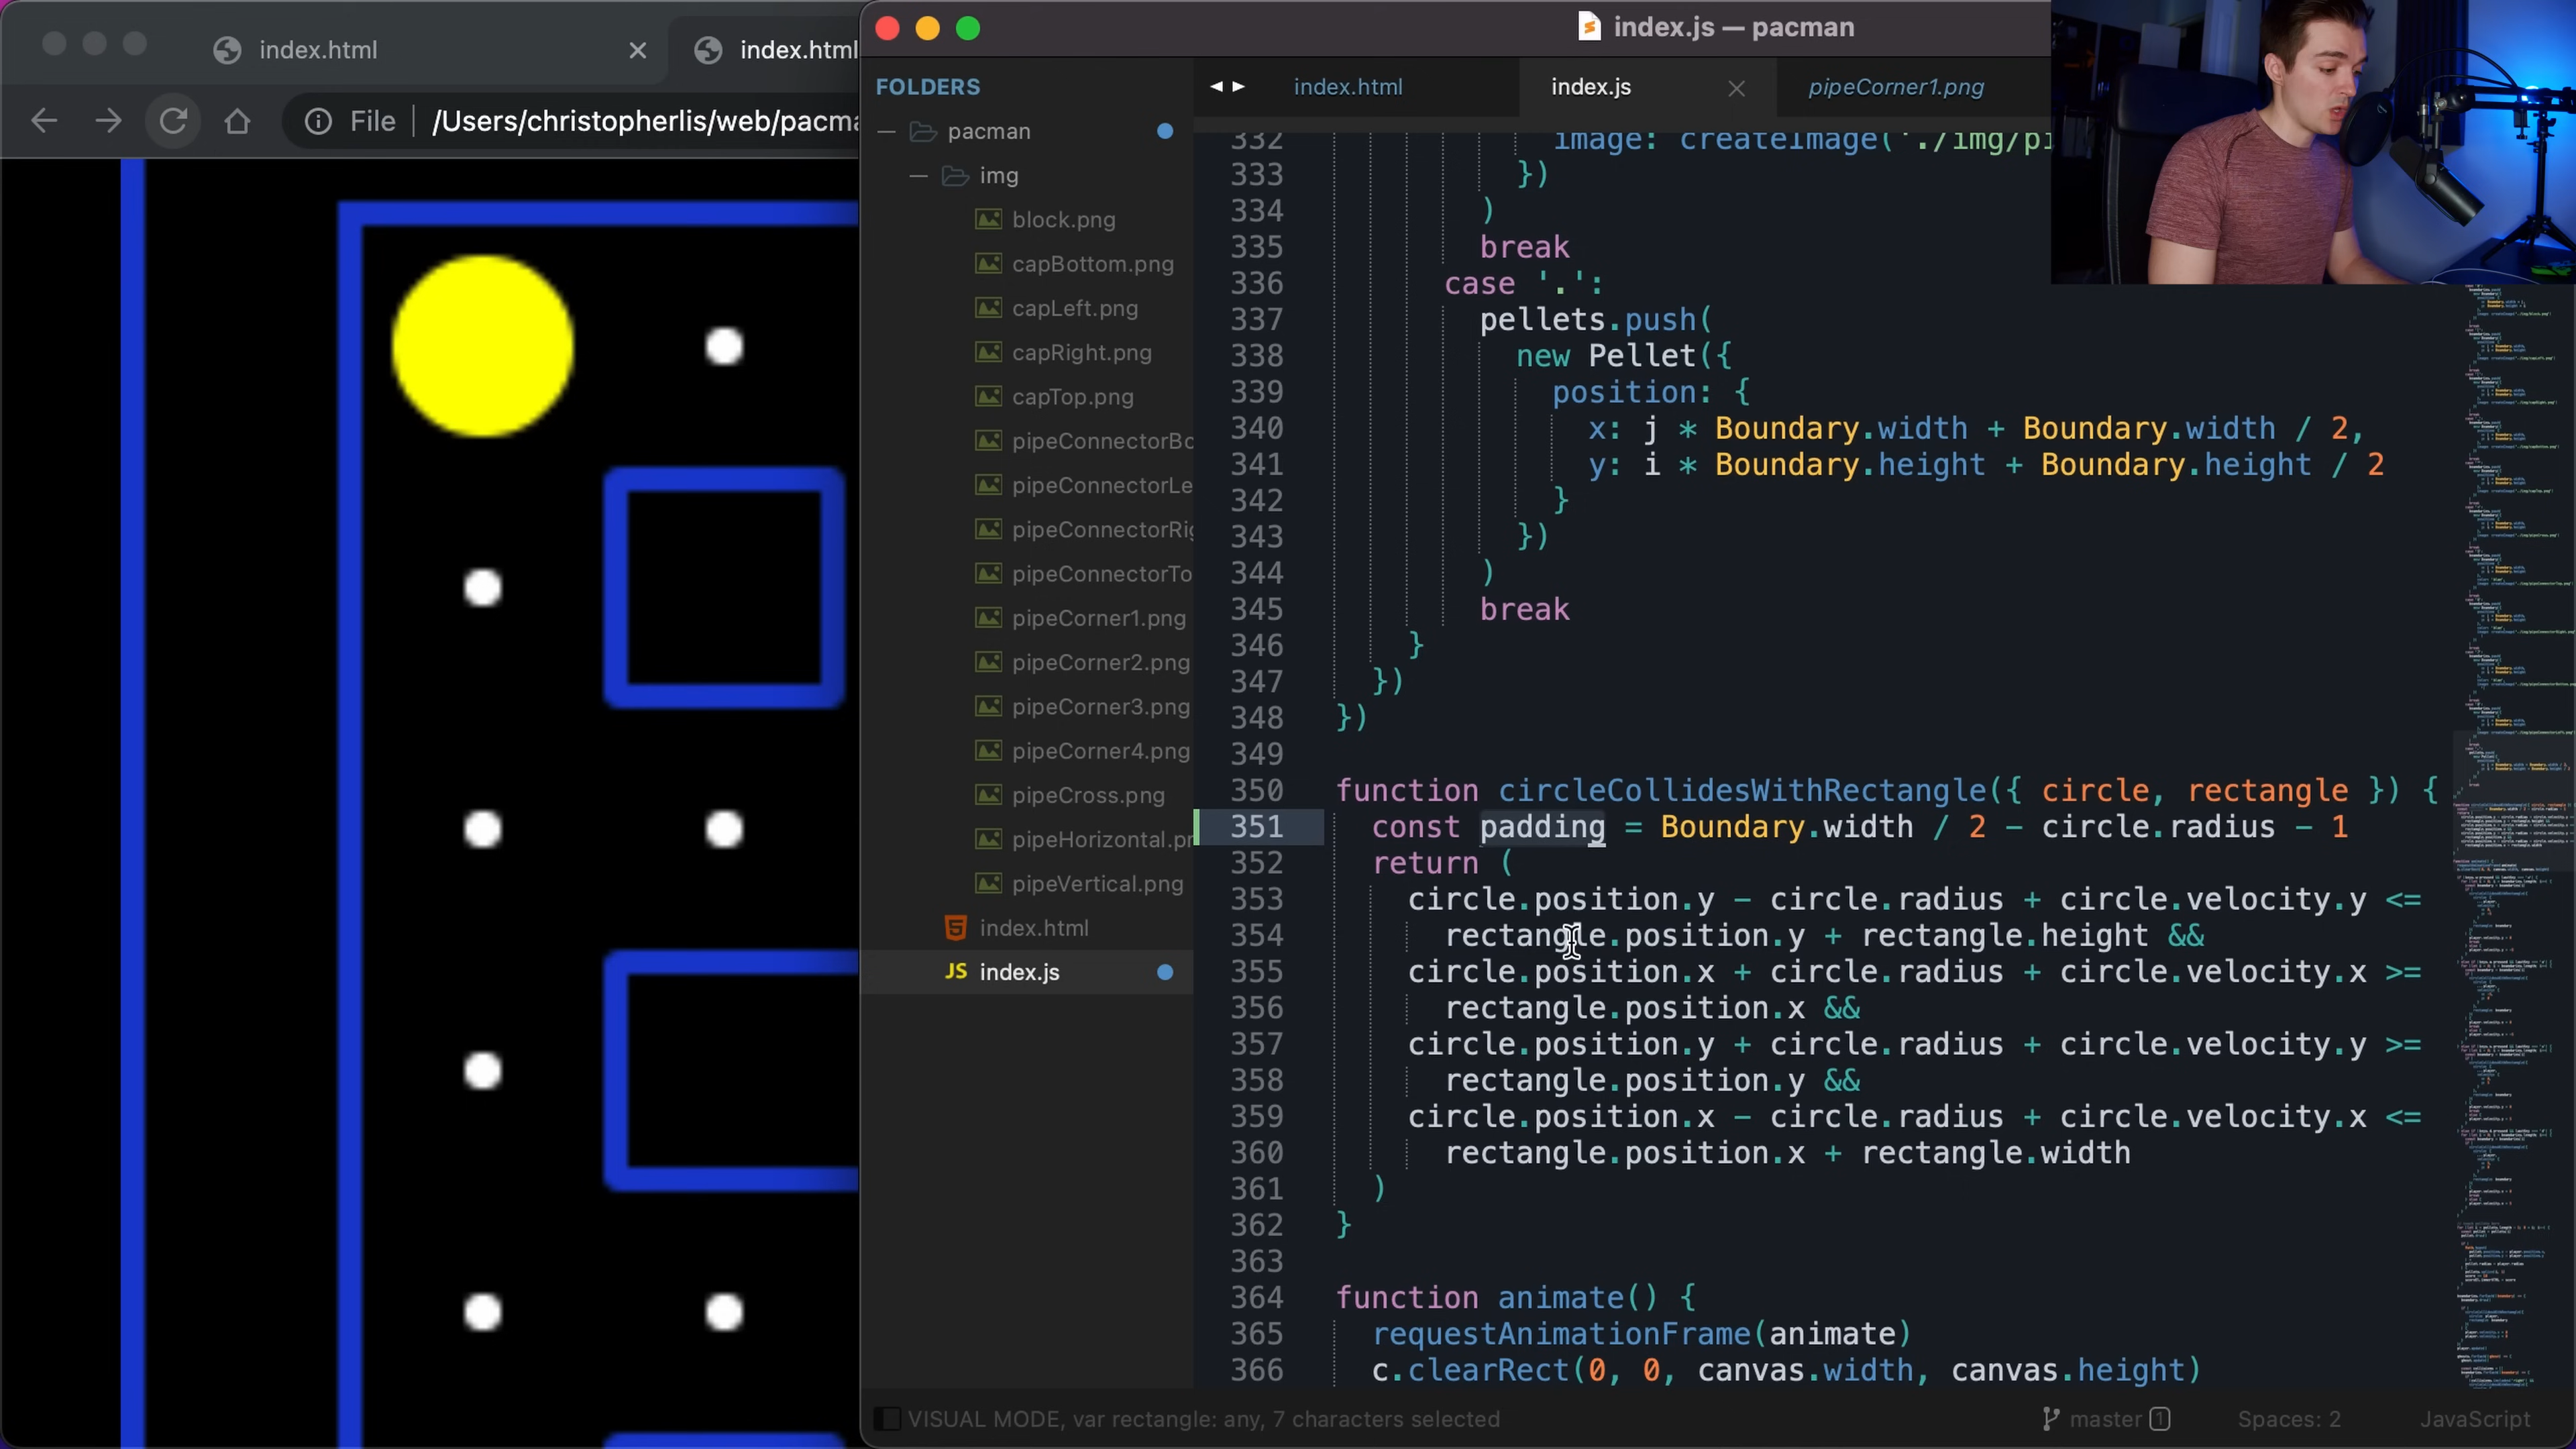 index.html
index.html
File
/Users/christopherlis/web/pacma
index.js — pacman
FOLDERS
pacman
img
block.png
capBottom.png
capLeft.png
capRight.png
capTop.png
pipeConnectorBo
pipeConnectorLe
pipeConnectorRig
pipeConnectorTo
pipeCorner1.png
pipeCorner2.png
pipeCorner3.png
pipeCorner4.png
pipeCross.png
pipeHorizontal.pr
pipeVertical.png
index.html
JS index.js
index.html
index.js
pipeCorner1.png
332 image: createImage('./img/pi
333 })
334 )
335 break
336 case '.':
337 pellets.push(
338 new Pellet({
339 position: {
340 x: j * Boundary.width + Boundary.width / 2,
341 y: i * Boundary.height + Boundary.height / 2
342 }
343 })
344 )
345 break
346 }
347 })
348 })
349
350 function circleCollidesWithRectangle({ circle, rectangle }) {
351 const padding = Boundary.width / 2 - circle.radius - 1
352 return (
353 circle.position.y - circle.radius + circle.velocity.y <=
354 rectangle.position.y + rectangle.height &&
355 circle.position.x + circle.radius + circle.velocity.x >=
356 rectangle.position.x &&
357 circle.position.y + circle.radius + circle.velocity.y >=
358 rectangle.position.y &&
359 circle.position.x - circle.radius + circle.velocity.x <=
360 rectangle.position.x + rectangle.width
361 )
362 }
363
364 function animate() {
365 requestAnimationFrame(animate)
366 c.clearRect(0, 0, canvas.width, canvas.height)
VISUAL MODE, var rectangle: any, 7 characters selected
master 1
Spaces: 2
JavaScript